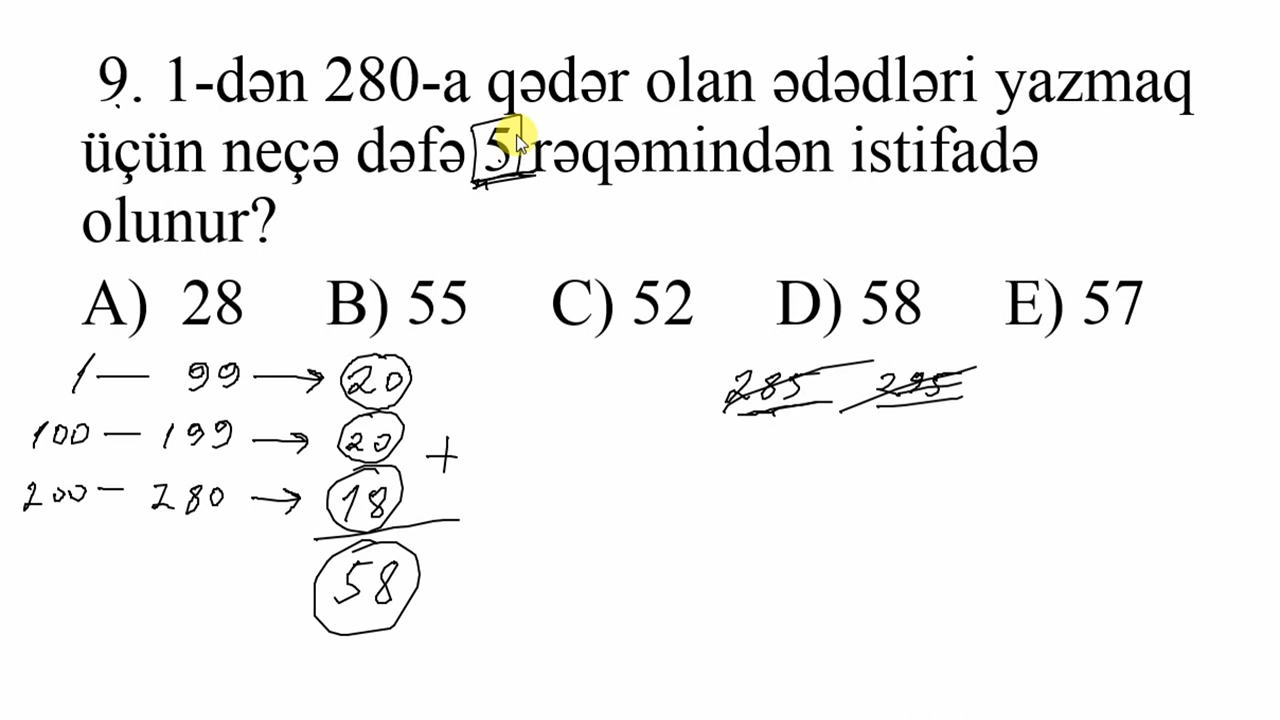 9. 1-dən 280-a qədər olan ədədləri yazmaq
üçün neçə dəfə 5 rəqəmindən istifadə
olunur?
A) 28 B) 55 C) 52 D) 58 E) 57
1 — 99 → 20
285 295
100 — 199 → 20
+
200 — 280 → 18
58